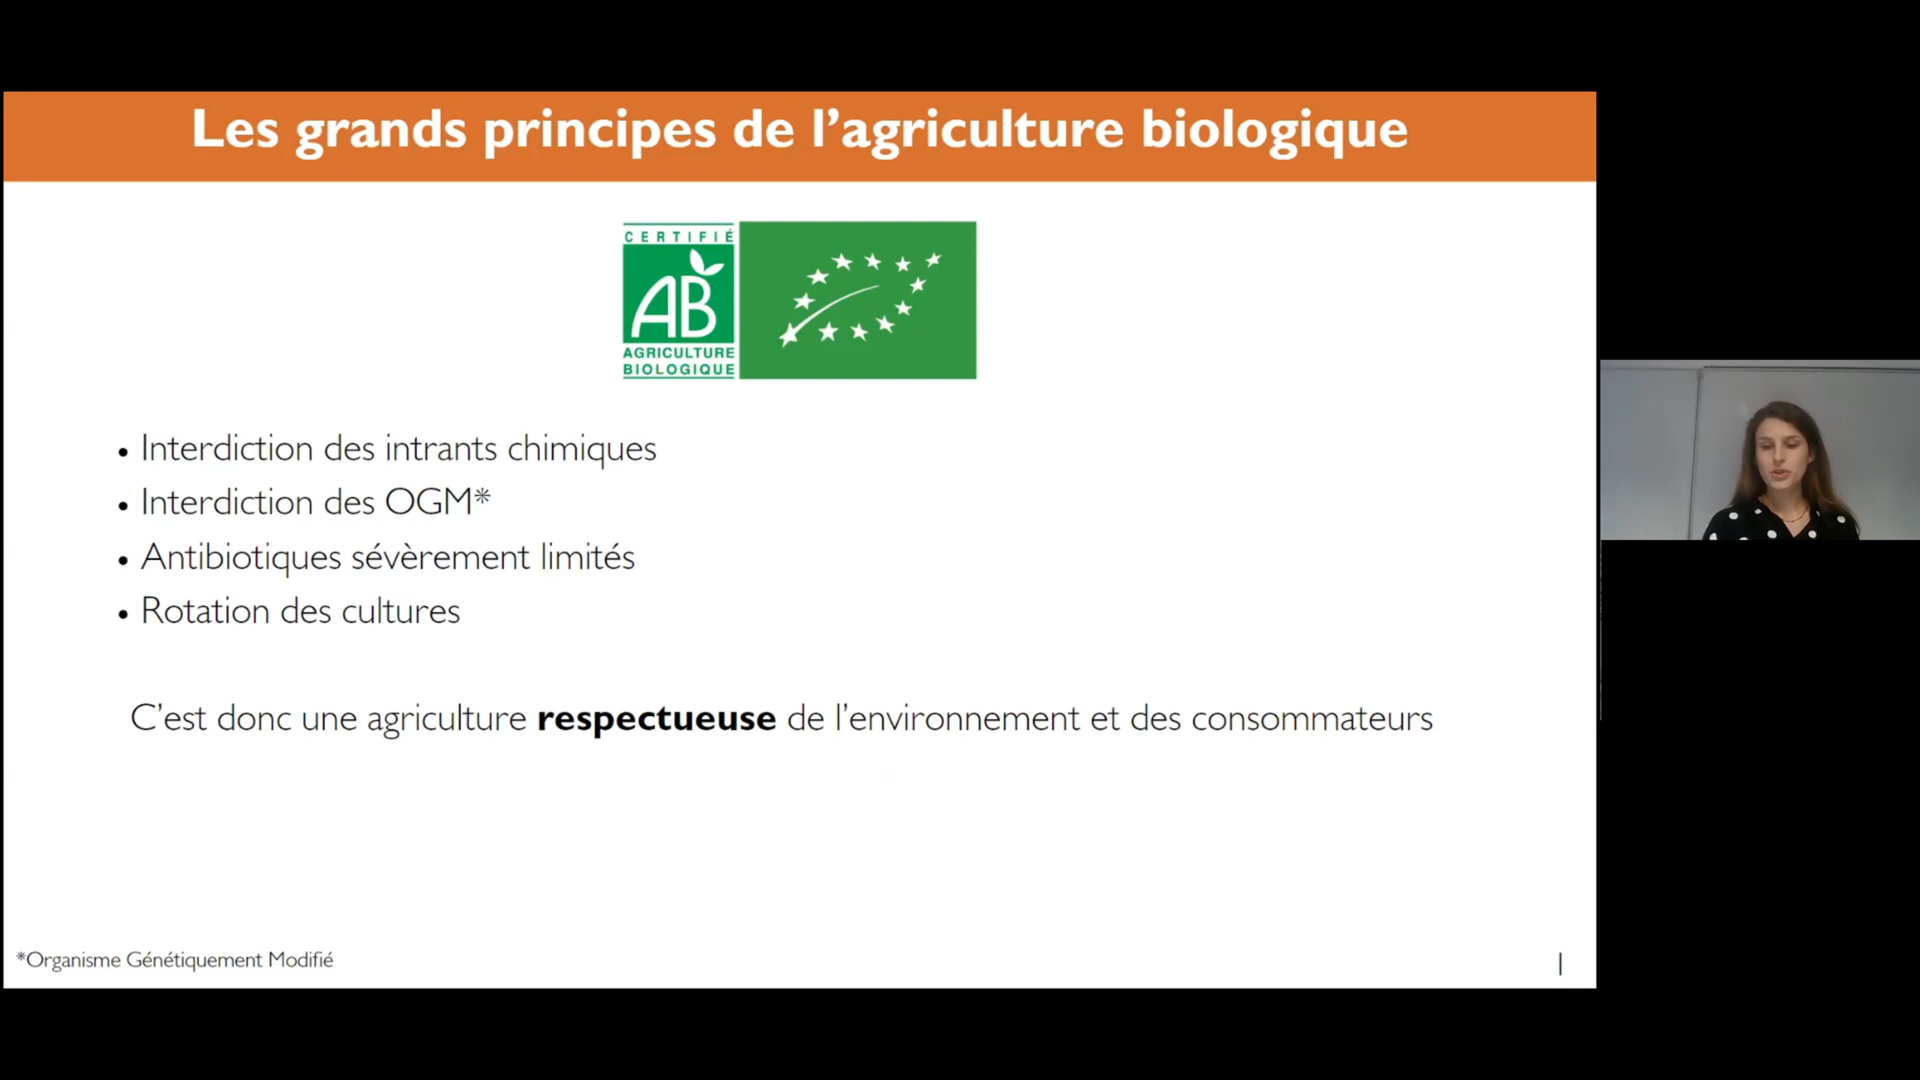 Les grands principes de l’agriculture biologique
CERTIFIÉ
AB
AGRICULTURE
BIOLOGIQUE
• Interdiction des intrants chimiques
• Interdiction des OGM*
• Antibiotiques sévèrement limités
• Rotation des cultures
C’est donc une agriculture respectueuse de l’environnement et des consommateurs
*Organisme Génétiquement Modifié
1